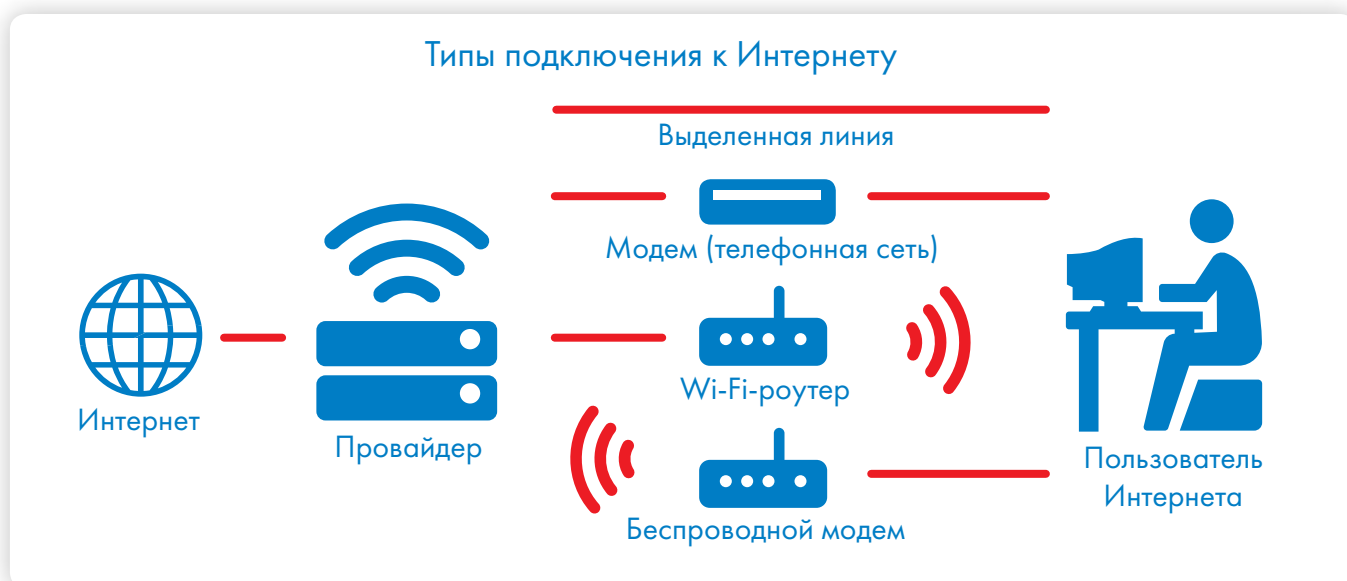 Типы подключения к Интернету
Выделенная линия
Модем (телефонная сеть)
Wi-Fi-роутер
Интернет
Провайдер
Пользователь
Интернета
Беспроводной модем